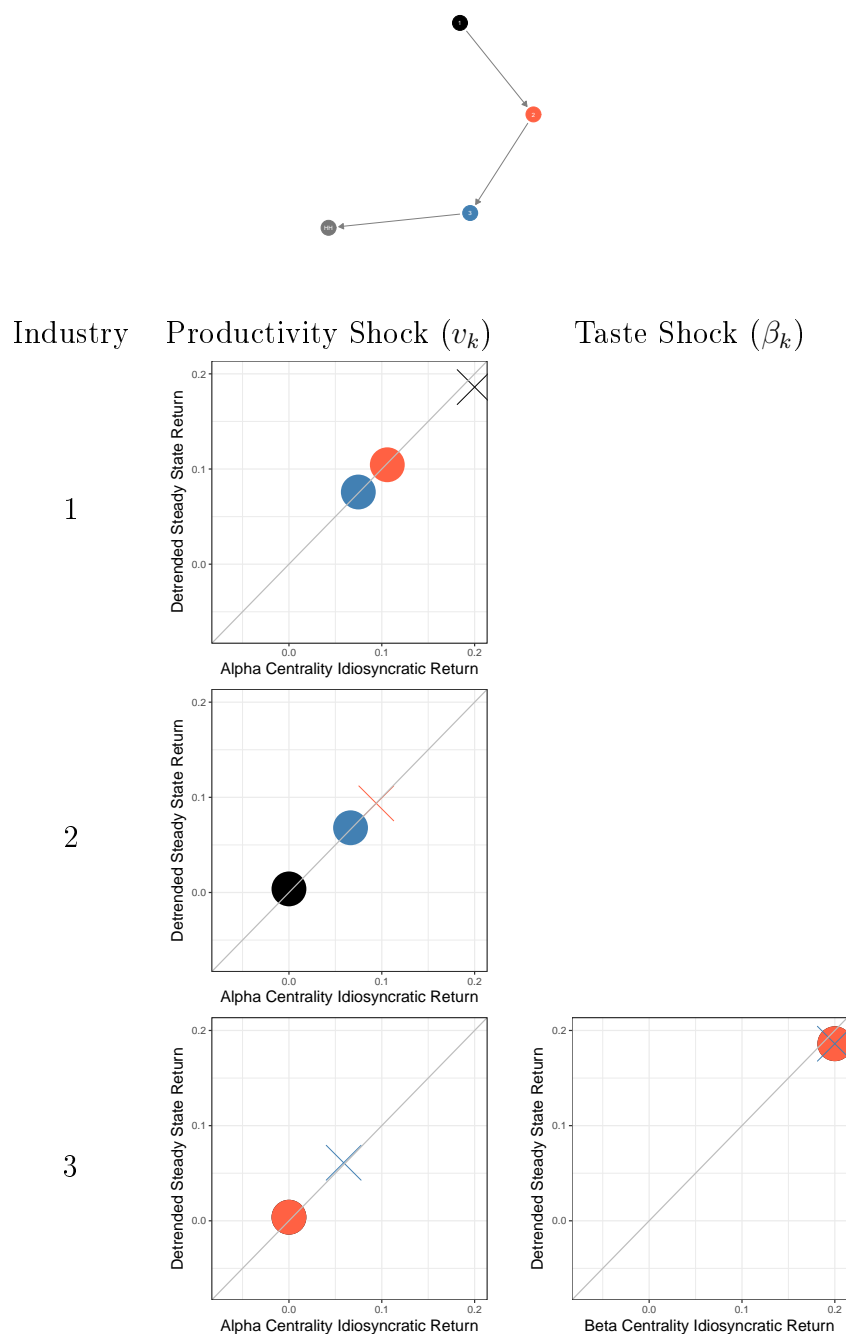 1
2
3
HH
Industry Productivity Shock (v_k) Taste Shock (β_k)
1
Detrended Steady State Return
0.2
0.1
0.0
0.0 0.1 0.2
Alpha Centrality Idiosyncratic Return
2
Detrended Steady State Return
0.2
0.1
0.0
0.0 0.1 0.2
Alpha Centrality Idiosyncratic Return
3
Detrended Steady State Return
0.2
0.1
0.0
0.0 0.1 0.2
Alpha Centrality Idiosyncratic Return
Detrended Steady State Return
0.2
0.1
0.0
0.0 0.1 0.2
Beta Centrality Idiosyncratic Return